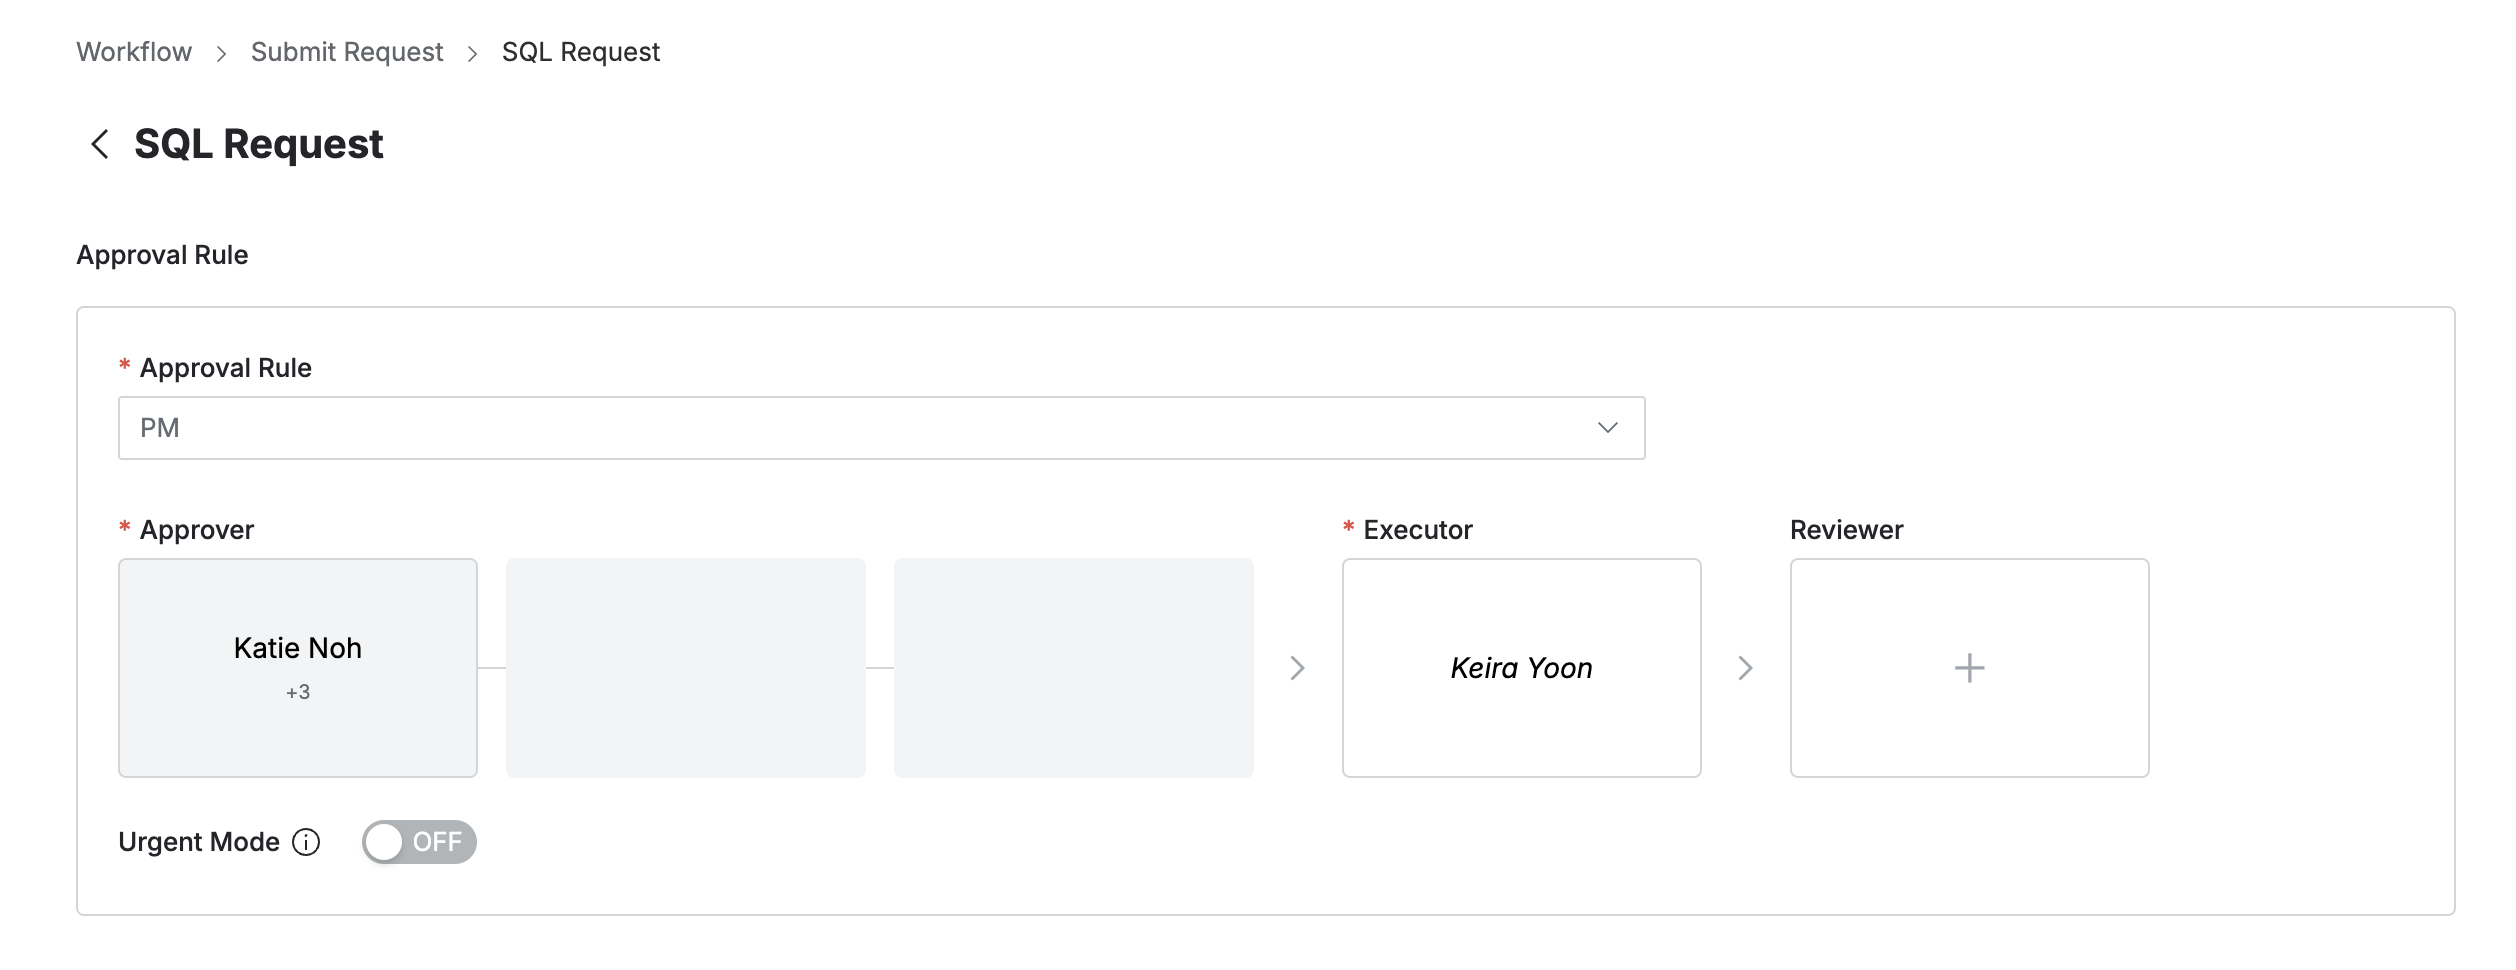 Workflow > Submit Request > SQL Request
SQL Request
Approval Rule
* Approval Rule
PM
* Approver
Katie Noh
+3
* Executor
Keira Yoon
Reviewer
+
Urgent Mode
OFF